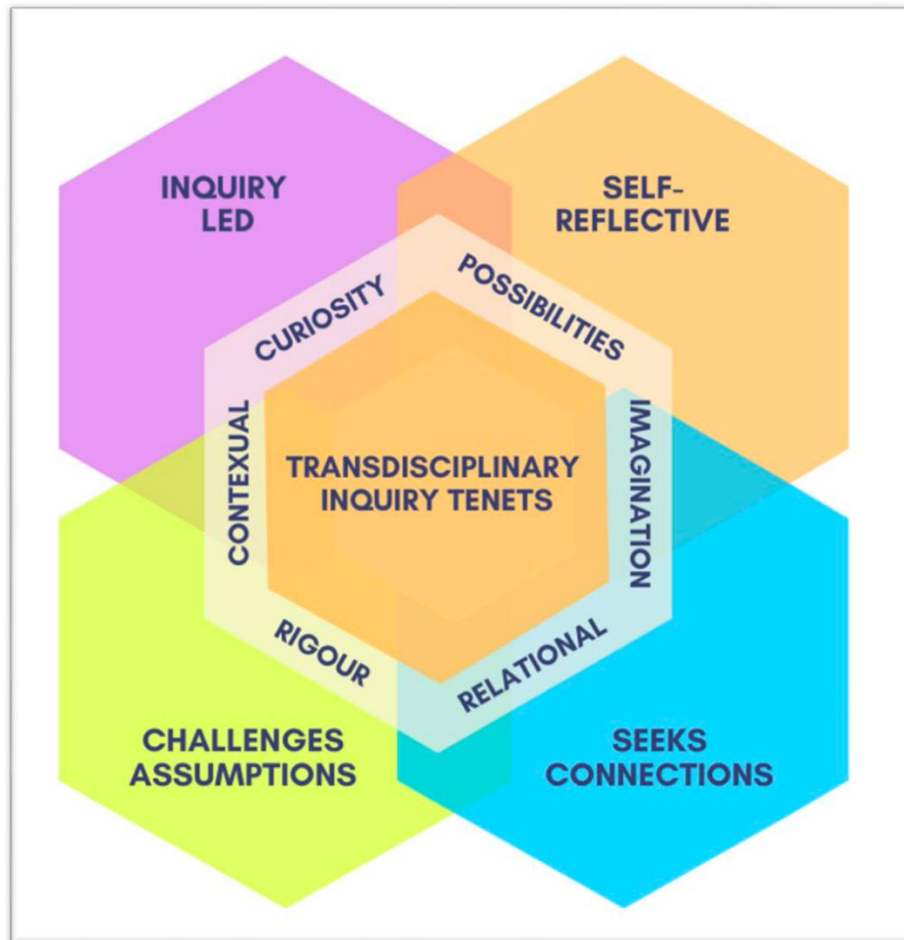 INQUIRY
LED
SELF-
REFLECTIVE
CURIOSITY
POSSIBILITIES
CONTEXUAL
IMAGINATION
TRANSDISCIPLINARY
INQUIRY TENETS
RIGOUR
RELATIONAL
CHALLENGES
ASSUMPTIONS
SEEKS
CONNECTIONS